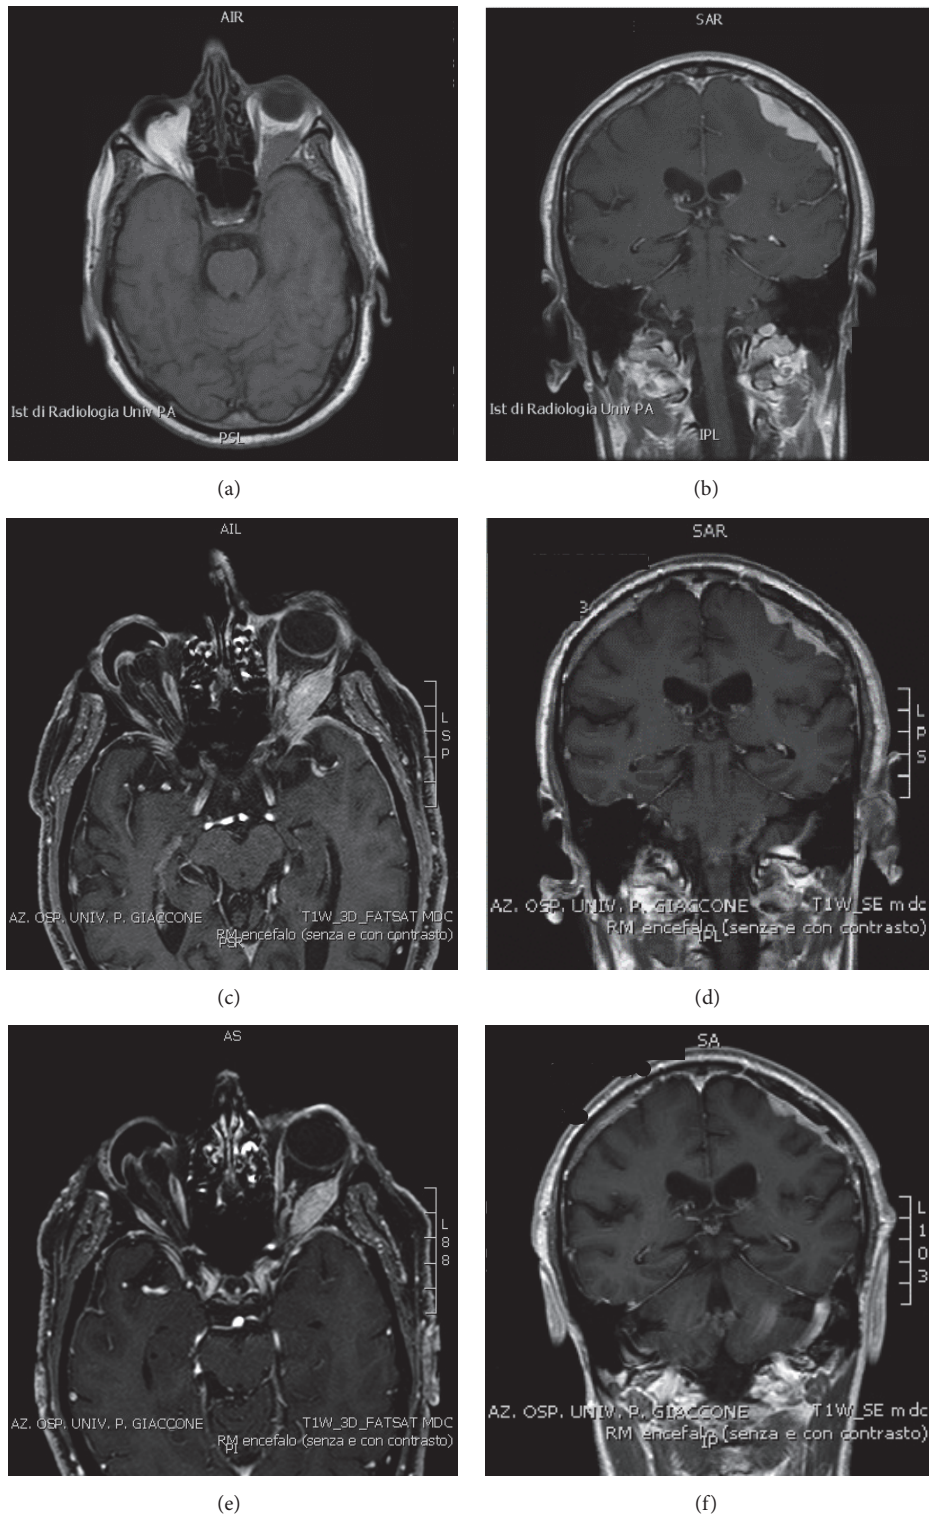 AIR
Ist di Radiologia Univ PA
PSL
(a)
SAR
Ist di Radiologia Univ PA
IPL
(b)
AIL
L
S
P
AZ. OSP. UNIV. P. GIACCONE
T1W_3D_FATSAT MDC
RM encefalo (senza e con contrasto)
PSR
(c)
SAR
3
L
P
S
AZ. OSP. UNIV. P. GIACCONE
T1W_SE mdc
RM encefalo (senza e con contrasto)
IPL
(d)
AS
L
8
8
AZ. OSP. UNIV. P. GIACCONE
T1W_3D_FATSAT MDC
RM encefalo (senza e con contrasto)
PI
(e)
SA
L
1
0
3
AZ. OSP. UNIV. P. GIACCONE
T1W_SE mdc
RM encefalo (senza e con contrasto)
IP
(f)